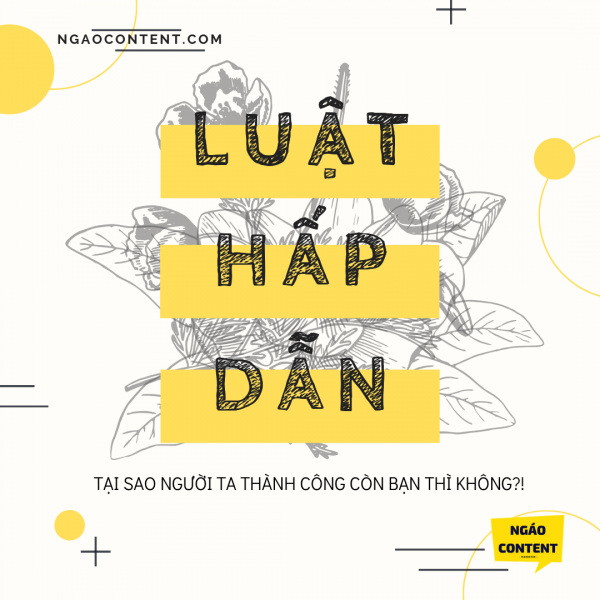 NGAOCONTENT.COM
LUẬT
HẤP
DẪN
TẠI SAO NGƯỜI TA THÀNH CÔNG CÒN BẠN THÌ KHÔNG?!
NGÁO
CONTENT